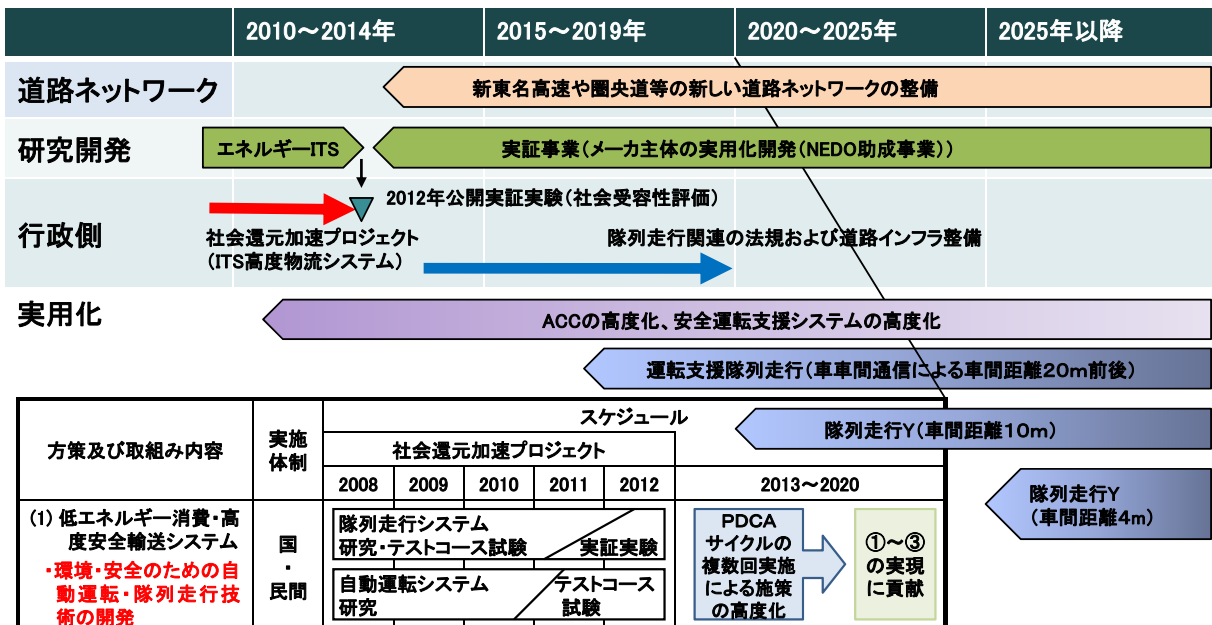 2010～2014年
2015～2019年
2020～2025年
2025年以降
道路ネットワーク
新東名高速や圏央道等の新しい道路ネットワークの整備
研究開発
エネルギーITS
実証事業(メーカ主体の実用化開発(NEDO助成事業))
2012年公開実証実験(社会受容性評価)
行政側
社会還元加速プロジェクト
(ITS高度物流システム)
隊列走行関連の法規および道路インフラ整備
実用化
ACCの高度化、安全運転支援システムの高度化
運転支援隊列走行(車車間通信による車間距離20m前後)
隊列走行Y(車間距離10m)
隊列走行Y
(車間距離4m)
方策及び取組み内容
実施
体制
スケジュール
社会還元加速プロジェクト
2008
2009
2010
2011
2012
2013～2020
(1) 低エネルギー消費・高
度安全輸送システム
・環境・安全のための自
動運転・隊列走行技
術の開発
国
・
民間
隊列走行システム
研究・テストコース試験
実証実験
自動運転システム
研究
テストコース
試験
PDCA
サイクルの
複数回実施
による施策
の高度化
①～③
の実現
に貢献